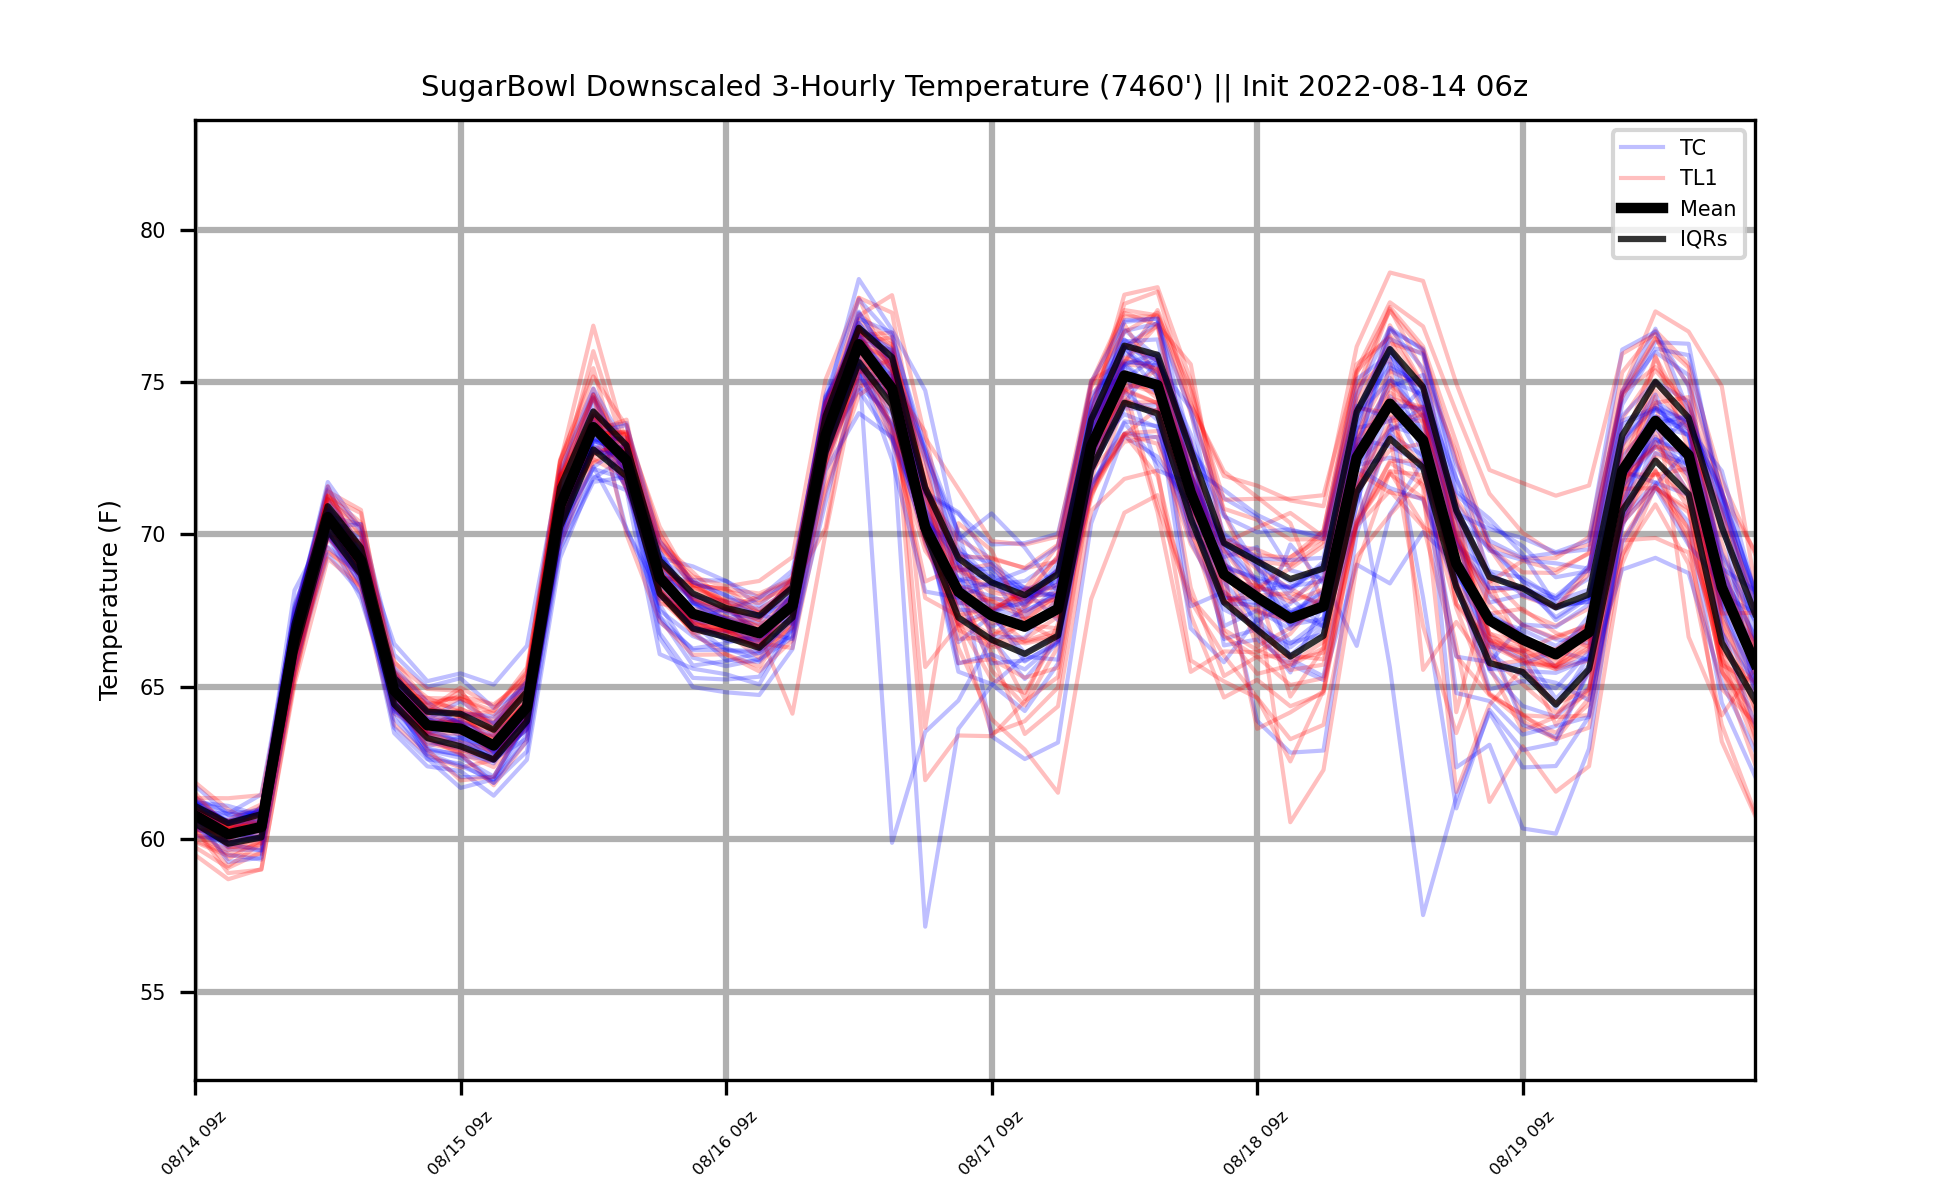 SugarBowl Downscaled 3-Hourly Temperature (7460') || Init 2022-08-14 06z
TC
TL1
Mean
IQRs
Temperature (F)
80
75
70
65
60
55
08/14 09z
08/15 09z
08/16 09z
08/17 09z
08/18 09z
08/19 09z